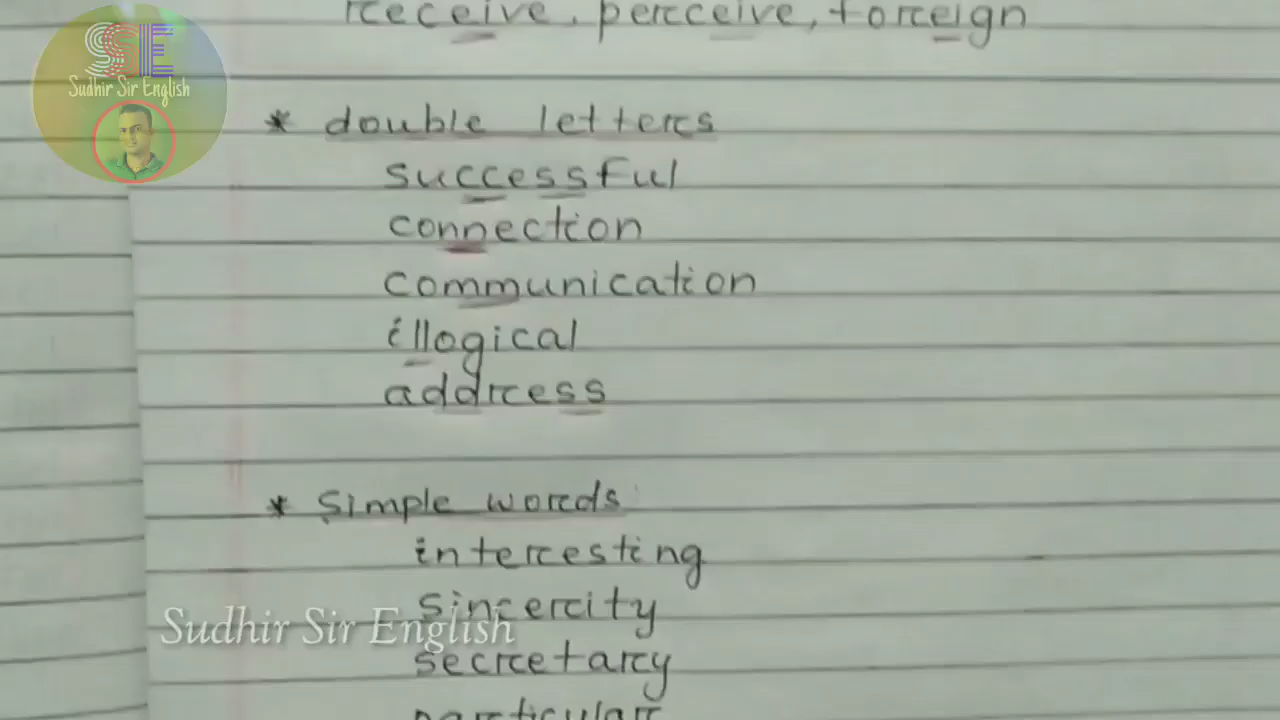 receive, perceive, foreign
SE
Sudhir Sir English
* double letters
successful
connection
communication
illogical
address
* Simple words
interesting
sincerity
Sudhir Sir English
secretary
particular